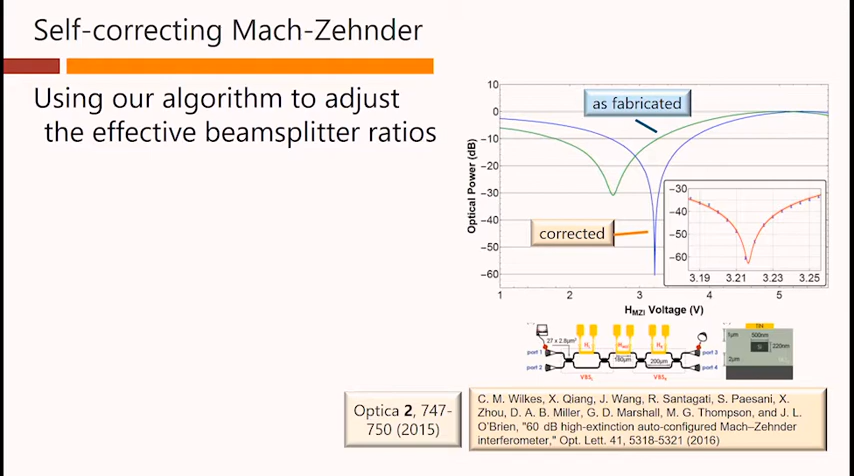 Self-correcting Mach-Zehnder
Using our algorithm to adjust
the effective beamsplitter ratios
as fabricated
corrected
Optical Power (dB)
10
0
−10
−20
−30
−40
−50
−60
1
2
3
4
5
H_MZI Voltage (V)
−30
−40
−50
−60
3.19
3.21
3.23
3.25
27 x 2.8µm²
port 1
port 2
180µm
200µm
port 3
port 4
TiN
1µm
500nm
220nm
Si
2µm
Optica 2, 747-
750 (2015)
C. M. Wilkes, X. Qiang, J. Wang, R. Santagati, S. Paesani, X.
Zhou, D. A. B. Miller, G. D. Marshall, M. G. Thompson, and J. L.
O'Brien, "60 dB high-extinction auto-configured Mach–Zehnder
interferometer," Opt. Lett. 41, 5318-5321 (2016)